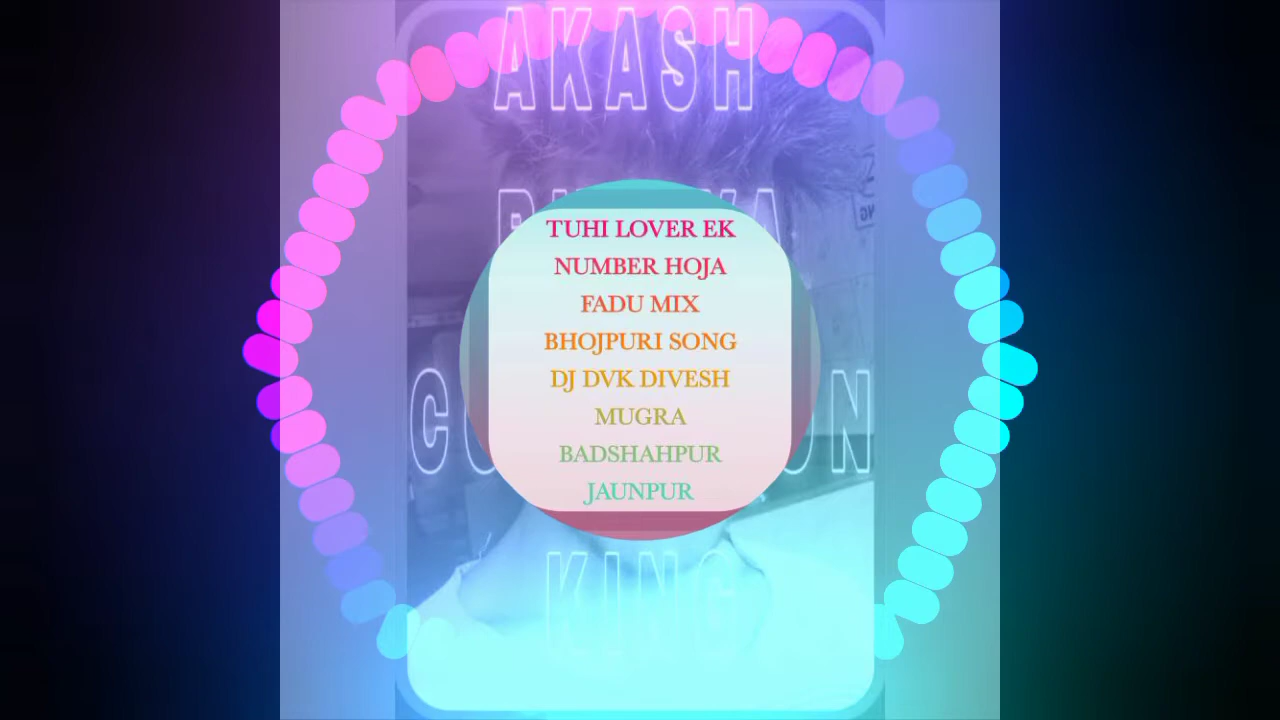 AKASH
TUHI LOVER EK
NUMBER HOJA
FADU MIX
BHOJPURI SONG
DJ DVK DIVESH
MUGRA
BADSHAHPUR
JAUNPUR
KING